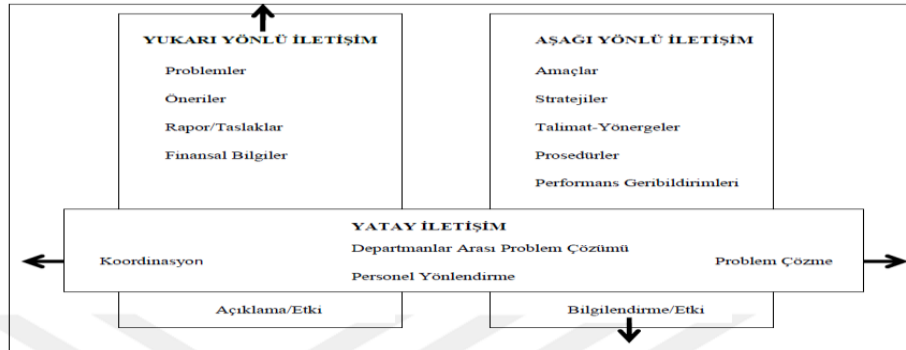 YUKARI YÖNLÜ İLETİŞİM
Problemler
Öneriler
Rapor/Taslaklar
Finansal Bilgiler
AŞAĞI YÖNLÜ İLETİŞİM
Amaçlar
Stratejiler
Talimat-Yönergeler
Prosedürler
Performans Geribildirimleri
YATAY İLETİŞİM
Departmanlar Arası Problem Çözümü
Koordinasyon
Problem Çözme
Personel Yönlendirme
Açıklama/Etki
Bilgilendirme/Etki